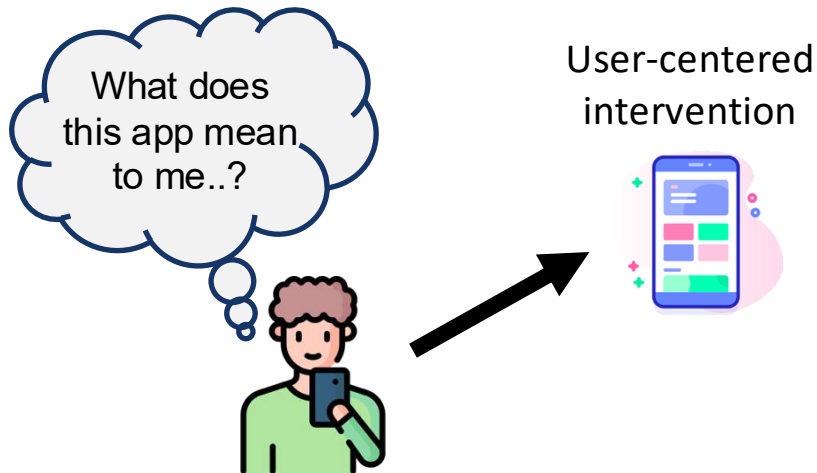 What does
this app mean
to me..?
User-centered
intervention